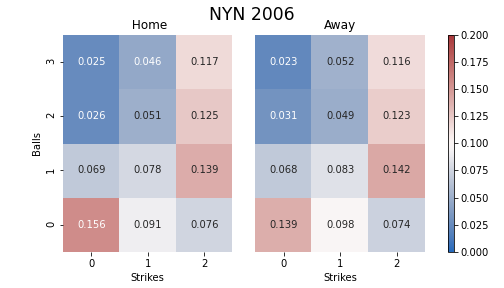 NYN 2006
Home
Away
Balls
3
0.025 0.046 0.117
0.023 0.052 0.116
2
0.026 0.051 0.125
0.031 0.049 0.123
1
0.069 0.078 0.139
0.068 0.083 0.142
0
0.156 0.091 0.076
0.139 0.098 0.074
0 1 2
0 1 2
Strikes
Strikes
0.200
0.175
0.150
0.125
0.100
0.075
0.050
0.025
0.000